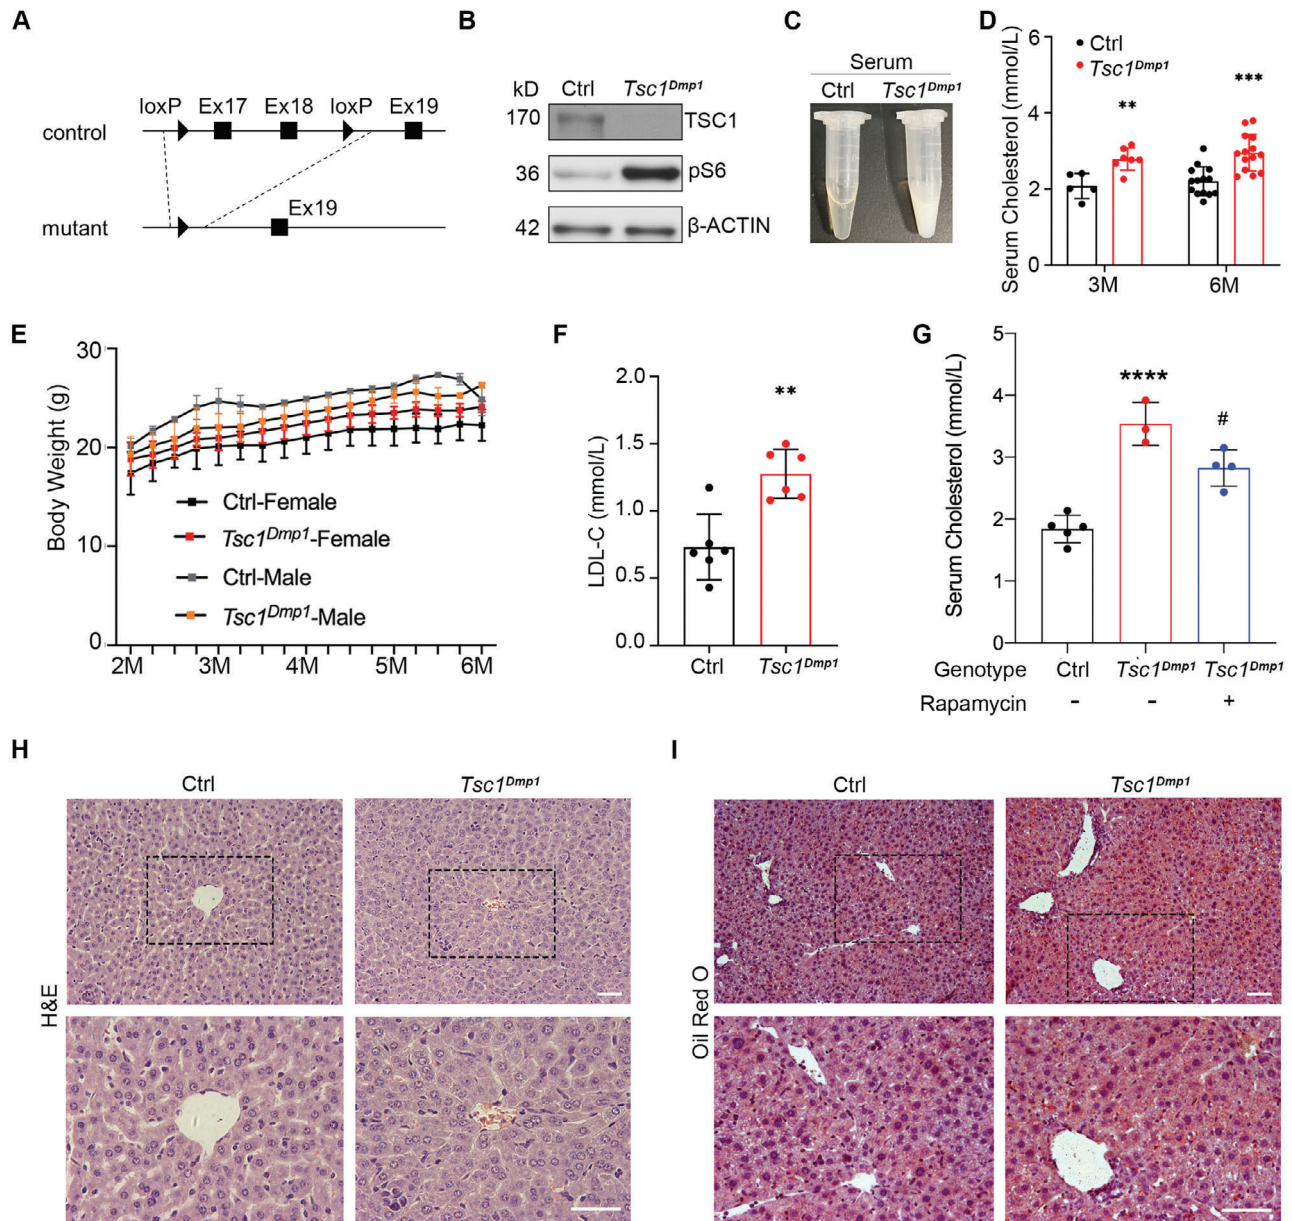 A
loxP Ex17 Ex18 loxP Ex19
control
Ex19
mutant
B
kD Ctrl Tsc1Dmp1
170 TSC1
36 pS6
42 β-ACTIN
C
Serum
Ctrl Tsc1Dmp1
D
Serum Cholesterol (mmol/L)
6
4
2
0
Ctrl
Tsc1Dmp1
**
***
3M 6M
E
Body Weight (g)
30
20
10
0
Ctrl-Female
Tsc1Dmp1-Female
Ctrl-Male
Tsc1Dmp1-Male
2M 3M 4M 5M 6M
F
LDL-C (mmol/L)
2.0
1.5
1.0
0.5
0.0
**
Ctrl Tsc1Dmp1
G
Serum Cholesterol (mmol/L)
5
4
3
2
1
0
****
#
Genotype Ctrl Tsc1Dmp1 Tsc1Dmp1
Rapamycin - - +
H
Ctrl Tsc1Dmp1
H&E
I
Ctrl Tsc1Dmp1
Oil Red O